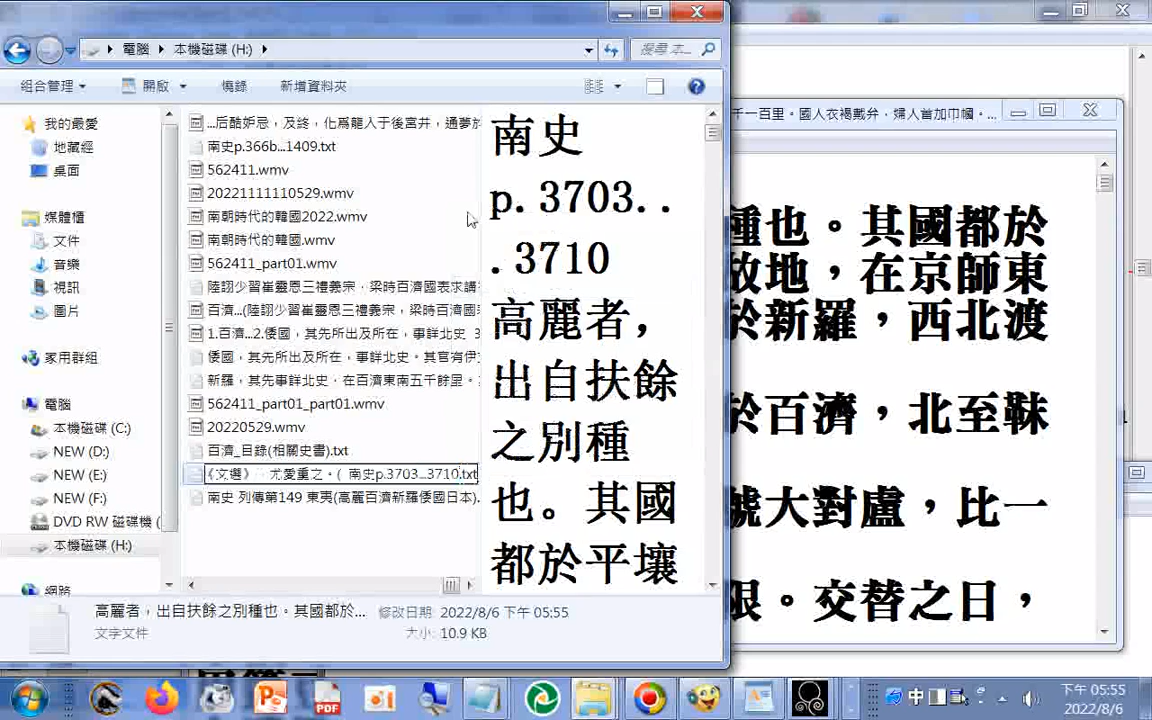 電腦 ▸ 本機磁碟 (H:) ▸
搜尋 本...
組合管理 開啟 燒錄 新增資料夾
我的最愛
地藏經
桌面
媒體櫃
文件
音樂
視訊
圖片
家用群組
電腦
本機磁碟 (C:)
NEW (D:)
NEW (E:)
NEW (F:)
DVD RW 磁碟機 (
本機磁碟 (H:)
網路
...后酷妒忌，及終，化為龍人于後宮井，通夢於
南史p.366b...1409.txt
562411.wmv
20221111110529.wmv
南朝時代的韓國2022.wmv
南朝時代的韓國.wmv
562411_part01.wmv
陸詡少習崔靈恩三禮義宗，梁時百濟國表求講
百濟...(陸詡少習崔靈恩三禮義宗，梁時百濟
1.百濟...2.倭國，其先所出及所在，事詳北史 3
倭國，其先所出及所在，事詳北史。其官有伊
新羅，其先事詳北史，在百濟東南五千餘里。
562411_part01_part01.wmv
20220529.wmv
百濟_目錄(相關史書).txt
《文選》…尤愛重之。( 南史p.3703...3710.txt
南史 列傳第149 東夷(高麗百濟新羅倭國日本).
南史
p.3703..
.3710
高麗者，
出自扶餘
之別種
也。其國
都於平壤
高麗者，出自扶餘之別種也。其國都於... 修改日期: 2022/8/6 下午 05:55
文字文件 大小: 10.9 KB
千一百里。國人衣褐戴弁，婦人首加巾幗。...
種也。其國都於
故地，在京師東
於新羅，西北渡
於百濟，北至靺
號大對盧，比一
限。交替之日，
中
下午 05:55
2022/8/6